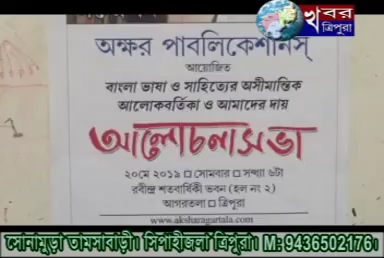 খবর
ত্রিপুরা
অক্ষর পাবলিকেশানস্
আয়োজিত
বাংলা ভাষা ও সাহিত্যের অসীমান্তিক
আলোকবর্তিকা ও আমাদের দায়
আলোচনাসভা
২০মে ২০১৯ □ সোমবার □ সন্ধ্যা ৬টা
রবীন্দ্র শতবার্ষিকী ভবন (হল নং ২)
আগরতলা □ ত্রিপুরা
www.aksharagartala.com
সোনামুড়া তামসাবাড়ী। সিপাহীজলা ত্রিপুরা। M: 9436502176।